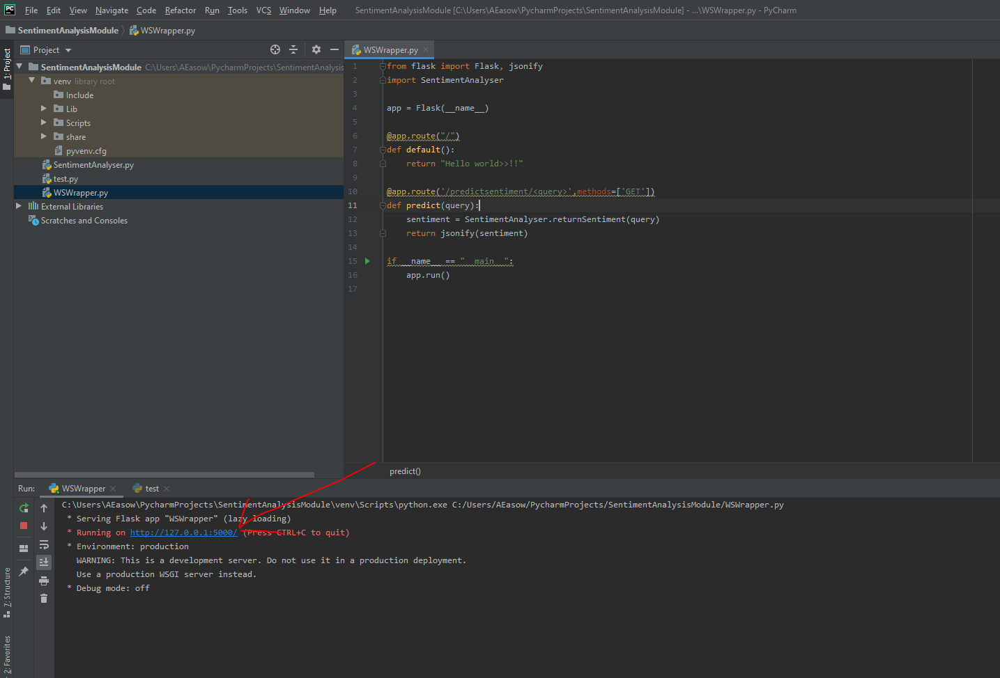 PC File Edit View Navigate Code Refactor Run Tools VCS Window Help SentimentAnalysisModule [C:\Users\AEasow\PycharmProjects\SentimentAnalysisModule] - ...\WSWrapper.py - PyCharm
SentimentAnalysisModule WSWrapper.py
1: Project
Project
SentimentAnalysisModule C:\Users\AEasow\PycharmProjects\SentimentAnalysis
venv library root
Include
Lib
Scripts
share
pyvenv.cfg
SentimentAnalyser.py
test.py
WSWrapper.py
External Libraries
Scratches and Consoles
WSWrapper.py
1 from flask import Flask, jsonify
2 import SentimentAnalyser
3
4 app = Flask(__name__)
5
6 @app.route("/")
7 def default():
8 return "Hello world>>!!"
9
10 @app.route('/predictsentiment/<query>',methods=['GET'])
11 def predict(query):
12 sentiment = SentimentAnalyser.returnSentiment(query)
13 return jsonify(sentiment)
14
15 if __name__ == "__main__":
16 app.run()
17
predict()
Run: WSWrapper test
C:\Users\AEasow\PycharmProjects\SentimentAnalysisModule\venv\Scripts\python.exe C:/Users/AEasow/PycharmProjects/SentimentAnalysisModule/WSWrapper.py
* Serving Flask app "WSWrapper" (lazy loading)
* Running on http://127.0.0.1:5000/ (Press CTRL+C to quit)
* Environment: production
WARNING: This is a development server. Do not use it in a production deployment.
Use a production WSGI server instead.
* Debug mode: off
7: Structure
2: Favorites